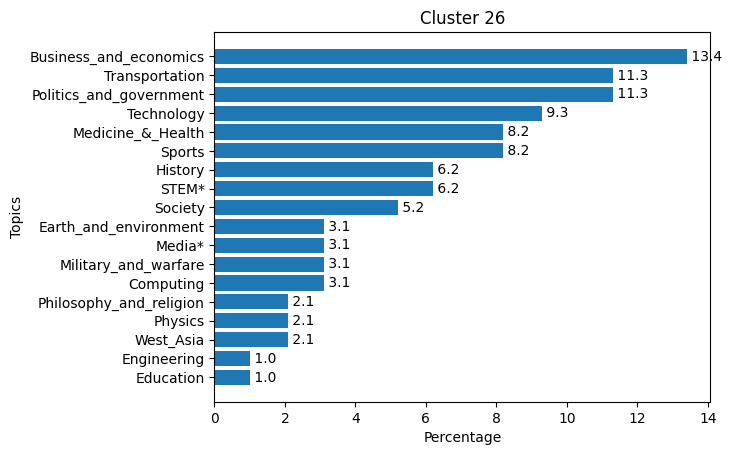 Cluster 26
Business_and_economics 13.4
Transportation 11.3
Politics_and_government 11.3
Technology 9.3
Medicine_&_Health 8.2
Sports 8.2
History 6.2
STEM* 6.2
Society 5.2
Earth_and_environment 3.1
Media* 3.1
Military_and_warfare 3.1
Computing 3.1
Philosophy_and_religion 2.1
Physics 2.1
West_Asia 2.1
Engineering 1.0
Education 1.0
Topics
0 2 4 6 8 10 12 14
Percentage